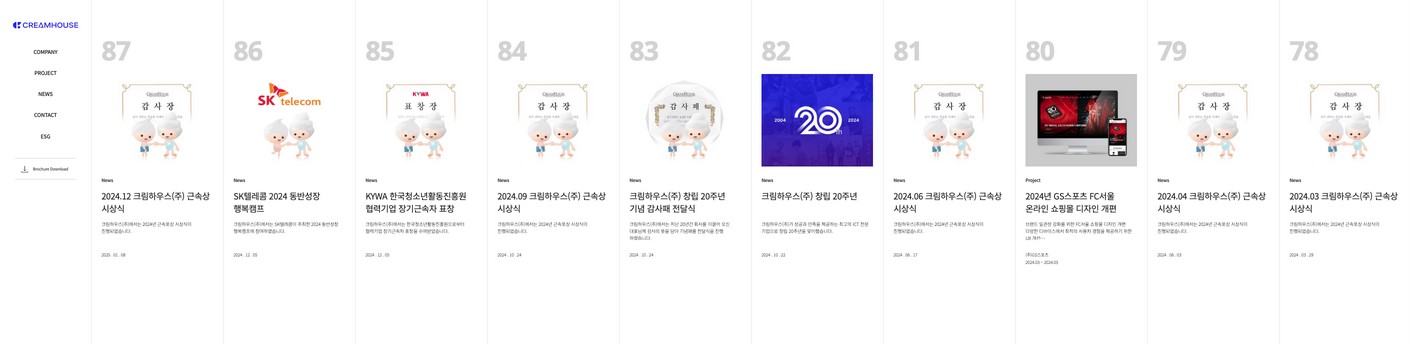 CREAMHOUSE
COMPANY
PROJECT
NEWS
CONTACT
ESG
Brochure Download
87
감 사 장
News
2024.12 크림하우스(주) 근속상
시상식
크림하우스(주)에서는 2024년 근속포상 시상식이
진행되었습니다.
2025 . 01 . 08
86
SK telecom
News
SK텔레콤 2024 동반성장
행복캠프
크림하우스(주)에서는 SK텔레콤이 주최한 2024 동반성장
행복캠프에 참여하였습니다.
2024 . 12 . 05
85
KYWA
표 창 장
News
KYWA 한국청소년활동진흥원
협력기업 장기근속자 표창
크림하우스(주)에서는 한국청소년활동진흥원으로부터
협력기업 장기근속자 표창을 수여받았습니다.
2024 . 12 . 05
84
감 사 장
News
2024.09 크림하우스(주) 근속상
시상식
크림하우스(주)에서는 2024년 근속포상 시상식이
진행되었습니다.
2024 . 10 . 24
83
감 사 패
News
크림하우스(주) 창립 20주년
기념 감사패 전달식
크림하우스(주)에서는 지난 20년간 회사를 이끌어 오신
대표님께 감사의 뜻을 담아 기념패를 전달식을 진행
하였습니다.
2024 . 10 . 24
82
2004 20th 2024
News
크림하우스(주) 창립 20주년
크림하우스(주)가 성공과 만족을 제공하는 최고의 ICT 전문
기업으로 창립 20주년을 맞이했습니다.
2024 . 10 . 22
81
감 사 장
News
2024.06 크림하우스(주) 근속상
시상식
크림하우스(주)에서는 2024년 근속포상 시상식이
진행되었습니다.
2024 . 06 . 17
80
Project
2024년 GS스포츠 FC서울
온라인 쇼핑몰 디자인 개편
브랜드 일관성 강화를 위한 FC서울 쇼핑몰 디자인 개편
다양한 디바이스에서 최적의 사용자 경험을 제공하기 위한
UI 개편…
(주)GS스포츠
2024.03 ~ 2024.03
79
감 사 장
News
2024.04 크림하우스(주) 근속상
시상식
크림하우스(주)에서는 2024년 근속포상 시상식이
진행되었습니다.
2024 . 06 . 03
78
감 사 장
News
2024.03 크림하우스(주) 근속상
시상식
크림하우스(주)에서는 2024년 근속포상 시상식이
진행되었습니다.
2024 . 03 . 29